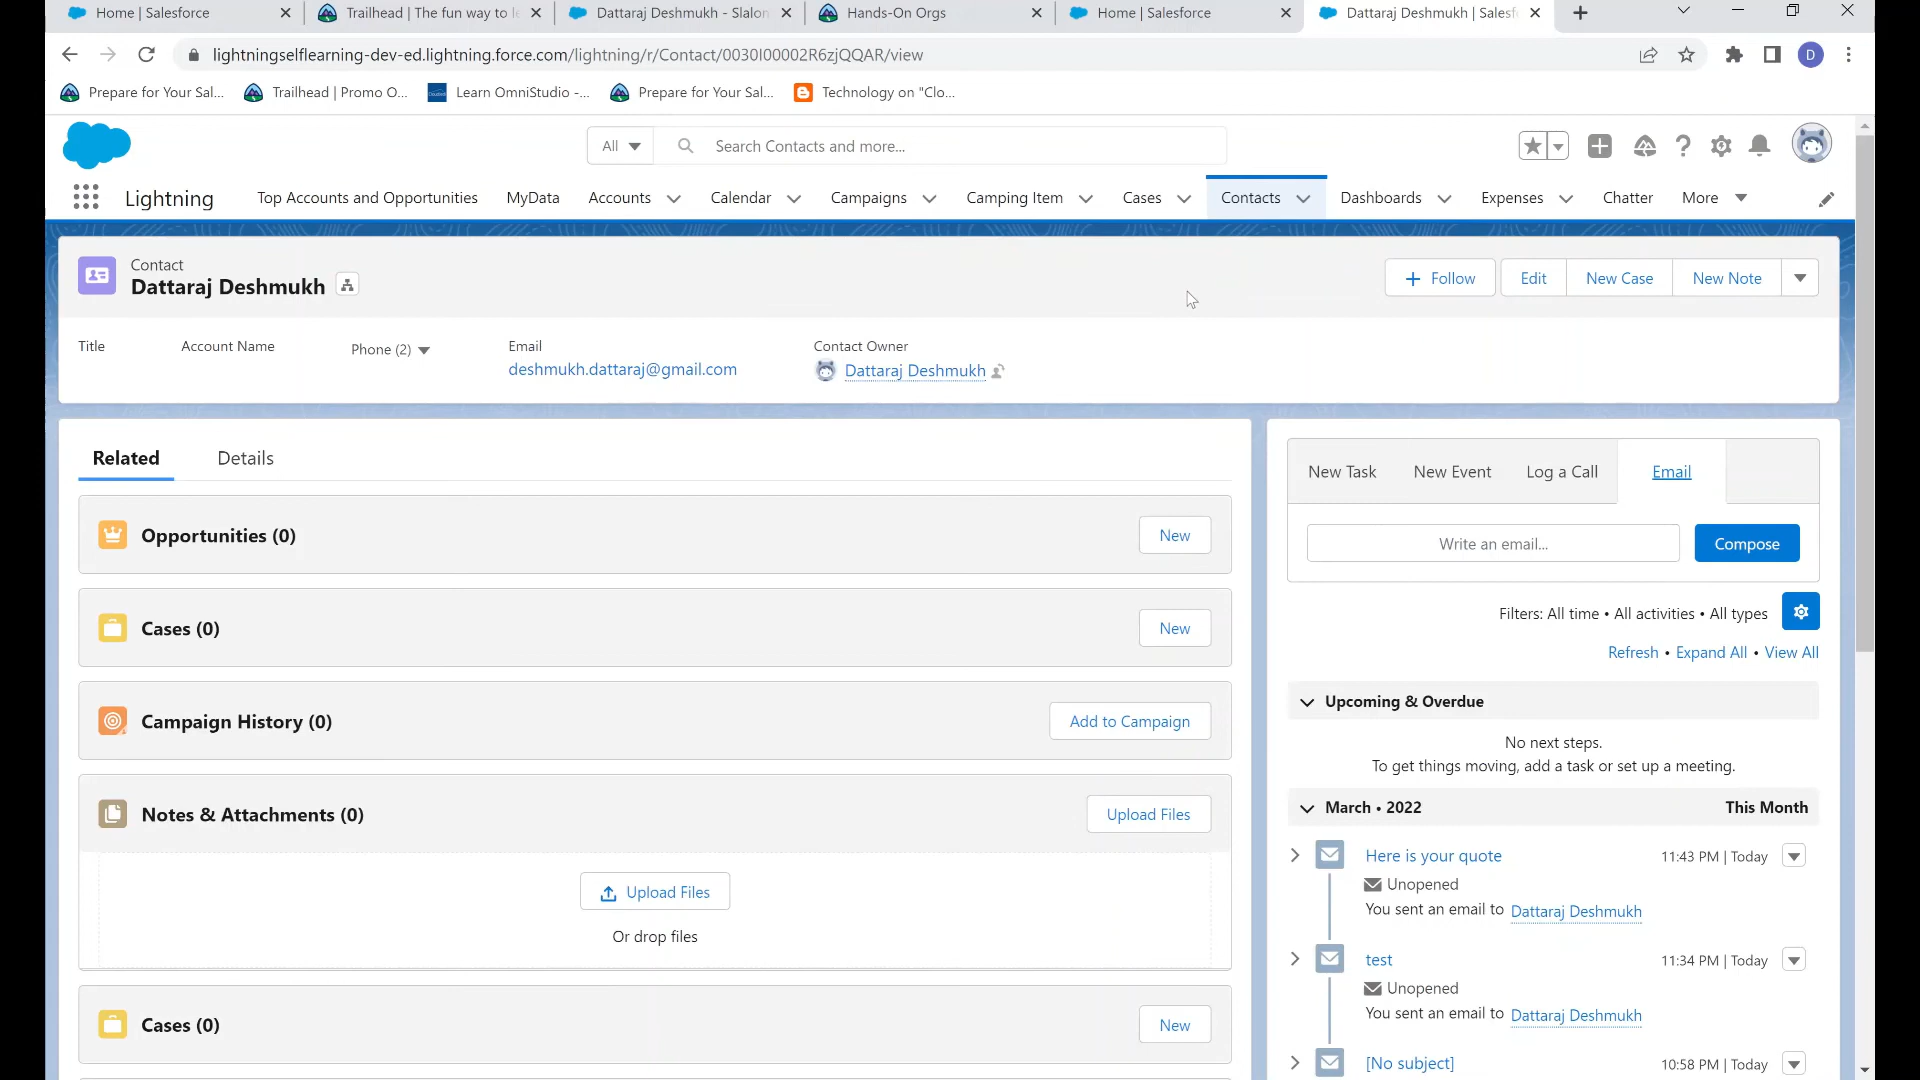 Home | Salesforce
Trailhead | The fun way to le
Dattaraj Deshmukh - Slalon
Hands-On Orgs
Home | Salesforce
Dattaraj Deshmukh | Salesf
lightningselflearning-dev-ed.lightning.force.com/lightning/r/Contact/0030I00002R6zjQQAR/view
D
Prepare for Your Sal...
Trailhead | Promo O...
Learn OmniStudio -...
Prepare for Your Sal...
Technology on "Clo...
All
Search Contacts and more...
Lightning
Top Accounts and Opportunities
MyData
Accounts
Calendar
Campaigns
Camping Item
Cases
Contacts
Dashboards
Expenses
Chatter
More
Contact
Dattaraj Deshmukh
Follow
Edit
New Case
New Note
Title
Account Name
Phone (2)
Email
deshmukh.dattaraj@gmail.com
Contact Owner
Dattaraj Deshmukh
Related
Details
Opportunities (0)
New
Cases (0)
New
Campaign History (0)
Add to Campaign
Notes & Attachments (0)
Upload Files
Upload Files
Or drop files
Cases (0)
New
New Task
New Event
Log a Call
Email
Write an email...
Compose
Filters: All time • All activities • All types
Refresh • Expand All • View All
Upcoming & Overdue
No next steps.
To get things moving, add a task or set up a meeting.
March • 2022
This Month
Here is your quote
11:43 PM | Today
Unopened
You sent an email to Dattaraj Deshmukh
test
11:34 PM | Today
Unopened
You sent an email to Dattaraj Deshmukh
[No subject]
10:58 PM | Today